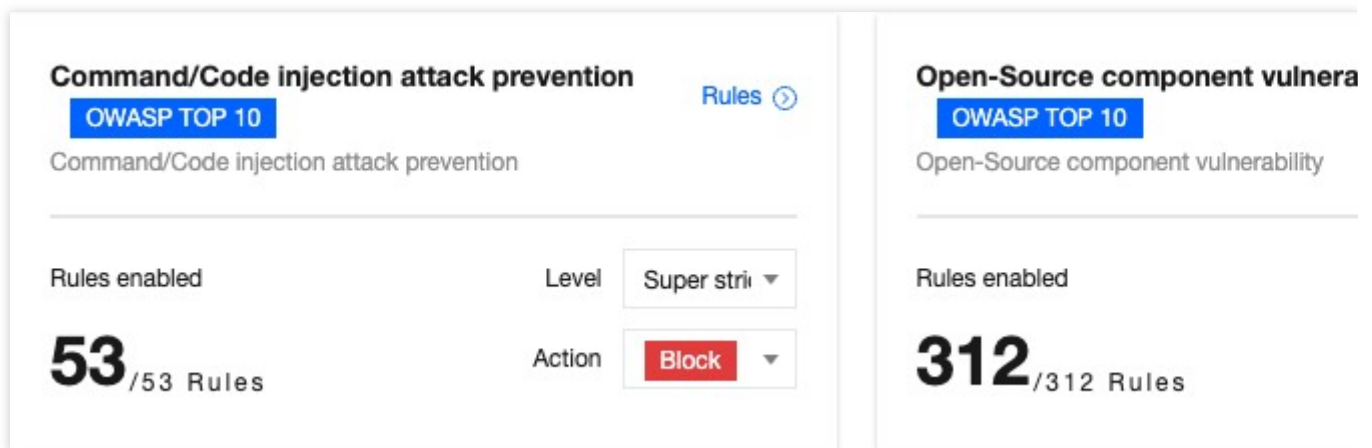 Command/Code injection attack prevention
OWASP TOP 10
Rules
Command/Code injection attack prevention
Rules enabled
Level
Super stri
Action
Block
53/53 Rules
Open-Source component vulnera
OWASP TOP 10
Open-Source component vulnerability
Rules enabled
312/312 Rules